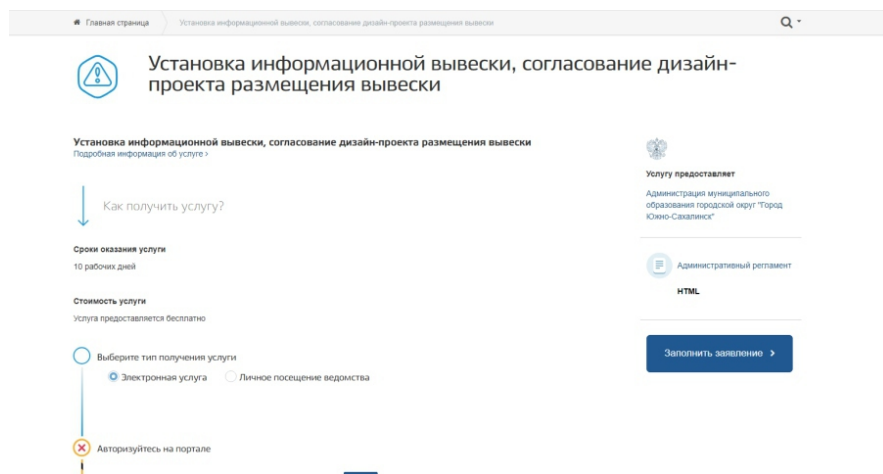 Главная страница
Установка информационной вывески, согласование дизайн-проекта размещения вывески
Установка информационной вывески, согласование дизайн-
проекта размещения вывески
Установка информационной вывески, согласование дизайн-проекта размещения вывески
Подробная информация об услуге >
Как получить услугу?
Сроки оказания услуги
10 рабочих дней
Стоимость услуги
Услуга предоставляется бесплатно
Выберите тип получения услуги
Электронная услуга
Личное посещение ведомства
Авторизуйтесь на портале
Услугу предоставляет
Администрация муниципального
образования городской округ "Город
Южно-Сахалинск"
Административный регламент
HTML
Заполнить заявление >